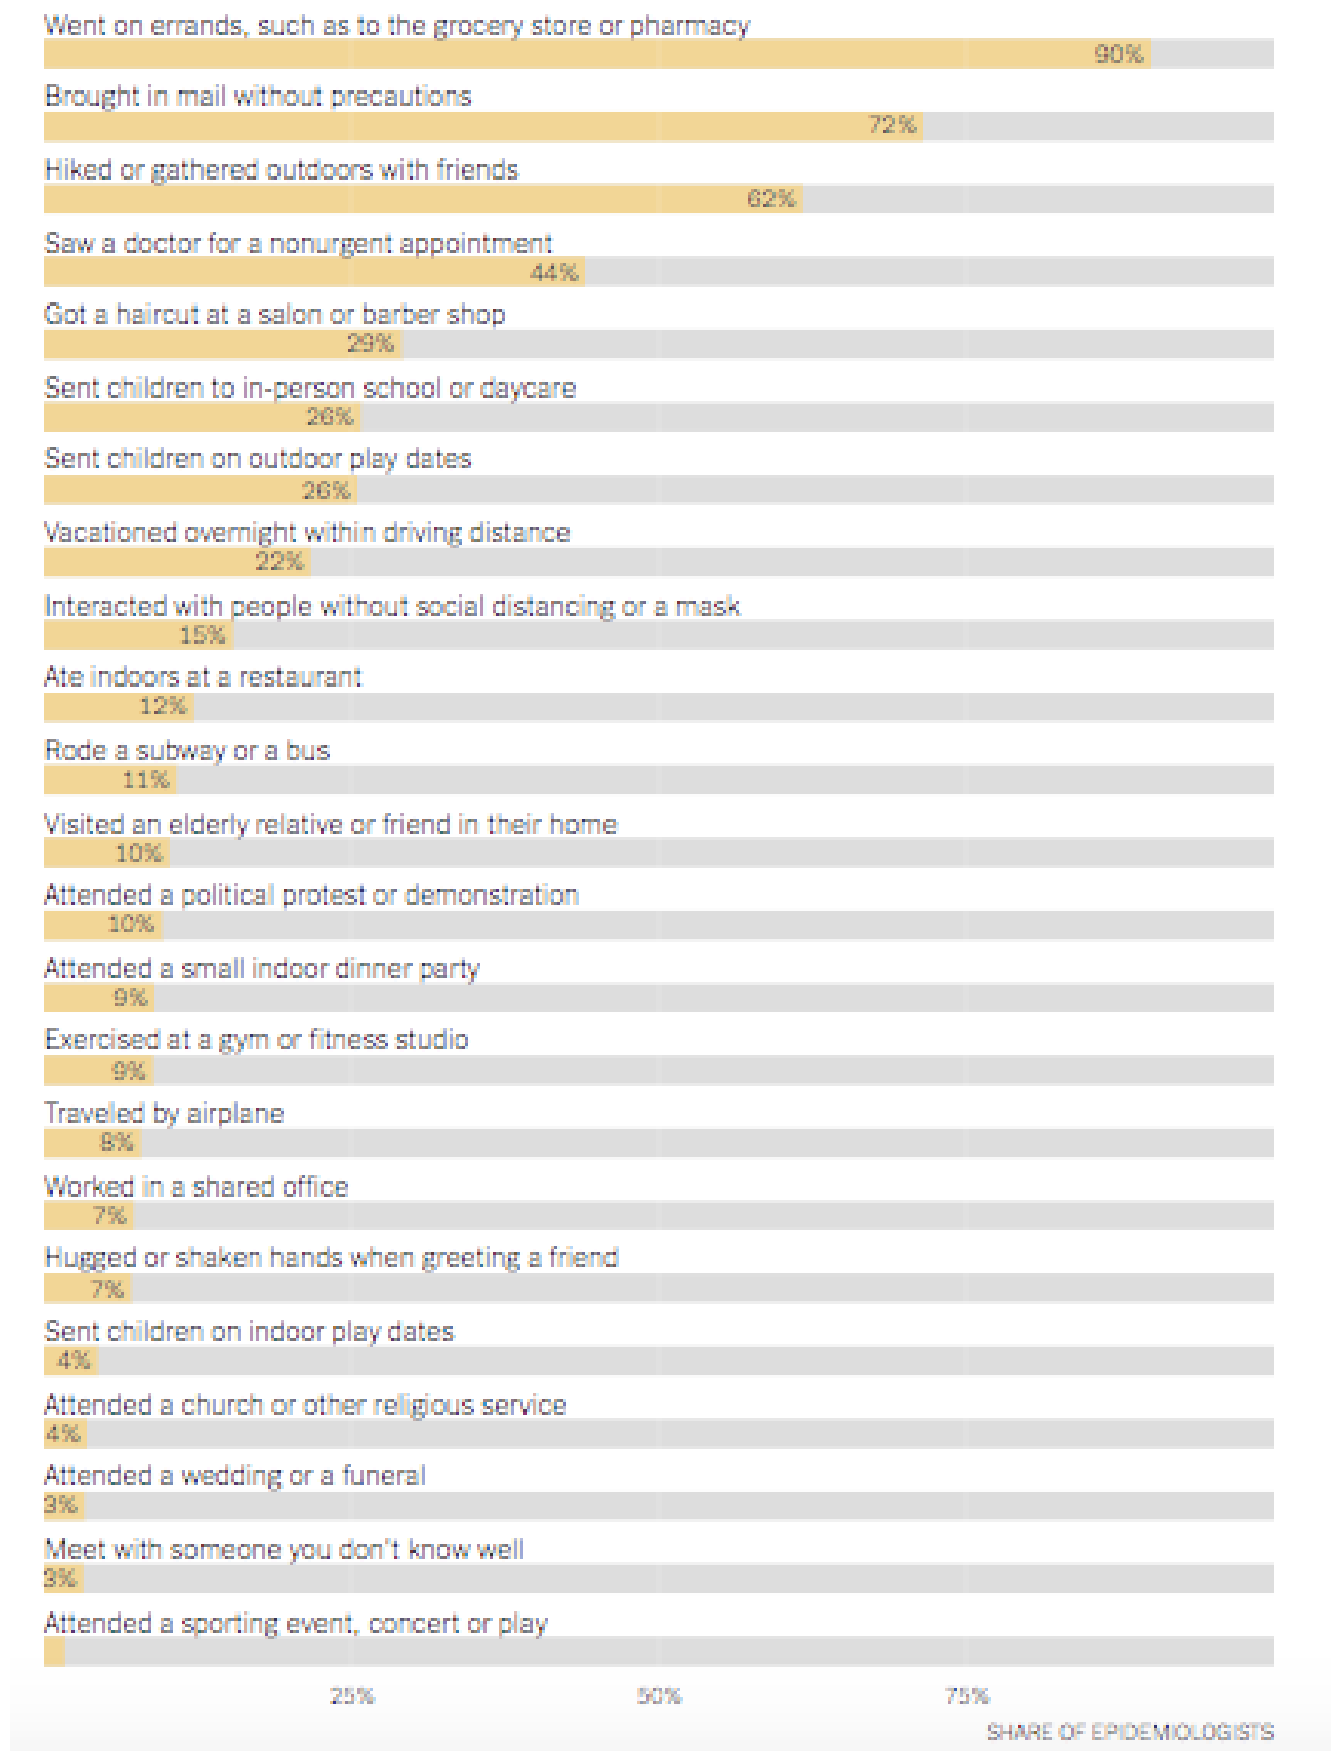 Went on errands, such as to the grocery store or pharmacy
90%
Brought in mail without precautions
72%
Hiked or gathered outdoors with friends
62%
Saw a doctor for a nonurgent appointment
44%
Got a haircut at a salon or barber shop
29%
Sent children to in-person school or daycare
26%
Sent children on outdoor play dates
26%
Vacationed overnight within driving distance
22%
Interacted with people without social distancing or a mask
15%
Ate indoors at a restaurant
12%
Rode a subway or a bus
11%
Visited an elderly relative or friend in their home
10%
Attended a political protest or demonstration
10%
Attended a small indoor dinner party
9%
Exercised at a gym or fitness studio
9%
Traveled by airplane
8%
Worked in a shared office
7%
Hugged or shaken hands when greeting a friend
7%
Sent children on indoor play dates
4%
Attended a church or other religious service
4%
Attended a wedding or a funeral
3%
Meet with someone you don't know well
3%
Attended a sporting event, concert or play
25% 50% 75%
SHARE OF EPIDEMIOLOGISTS